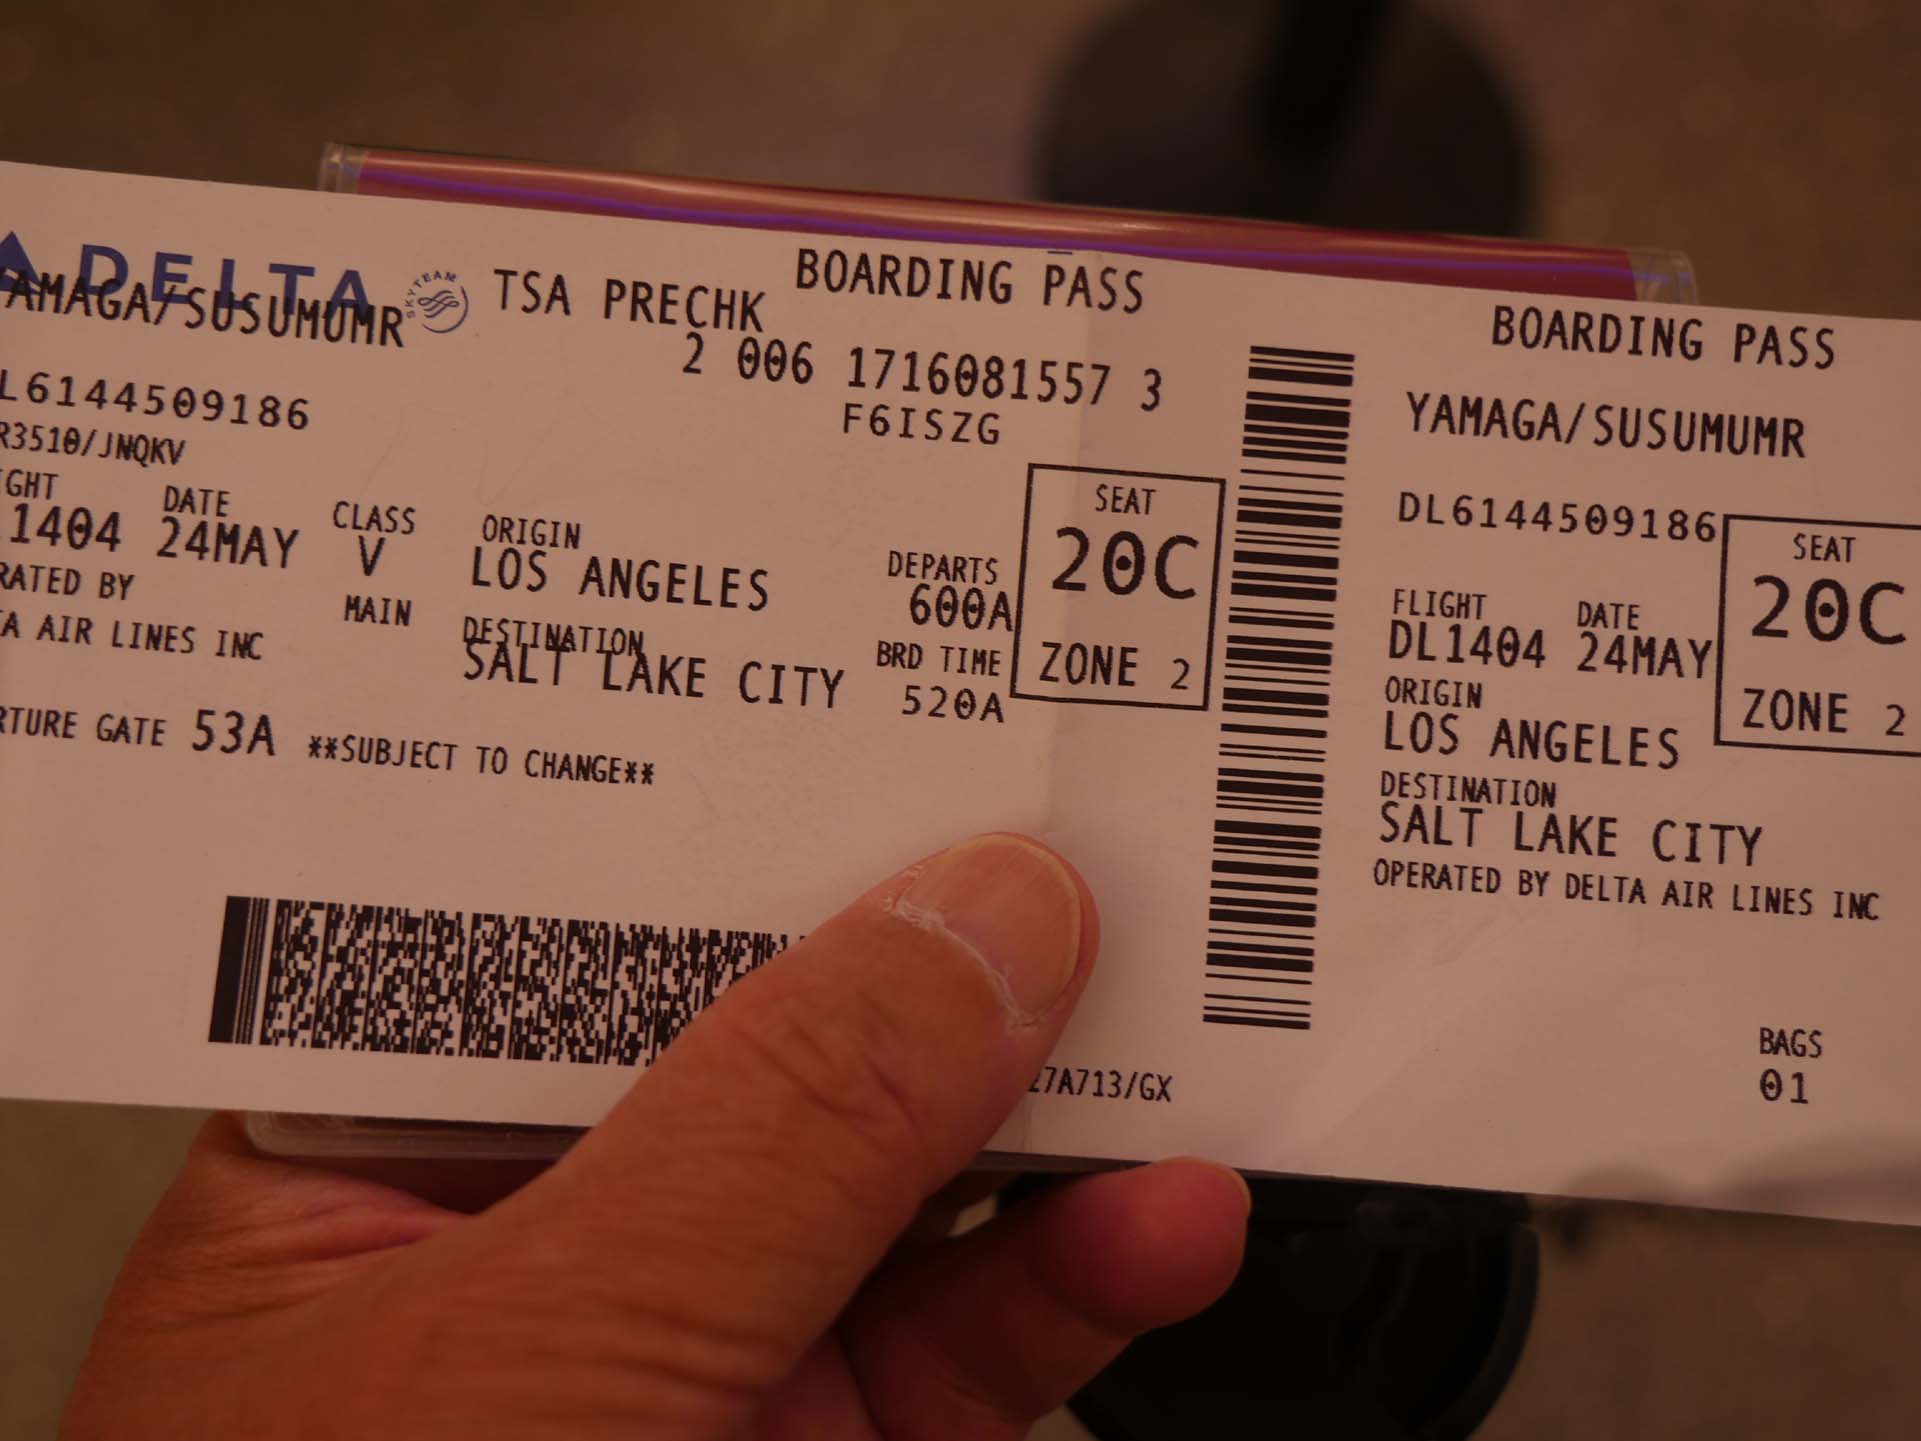 DELTA
SKYTEAM
TSA PRECHK
BOARDING PASS
AMAGA/SUSUMUMR
2 006 1716081557 3
L6144509186
F6ISZG
R3510/JNQKV
GHT DATE CLASS ORIGIN DEPARTS SEAT
1404 24MAY V LOS ANGELES 600A 20C
RATED BY MAIN DESTINATION BRD TIME
A AIR LINES INC SALT LAKE CITY 520A ZONE 2
RTURE GATE 53A **SUBJECT TO CHANGE**
7A713/GX
BOARDING PASS
YAMAGA/SUSUMUMR
DL6144509186
SEAT
20C
ZONE 2
FLIGHT DATE
DL1404 24MAY
ORIGIN
LOS ANGELES
DESTINATION
SALT LAKE CITY
OPERATED BY DELTA AIR LINES INC
BAGS
01